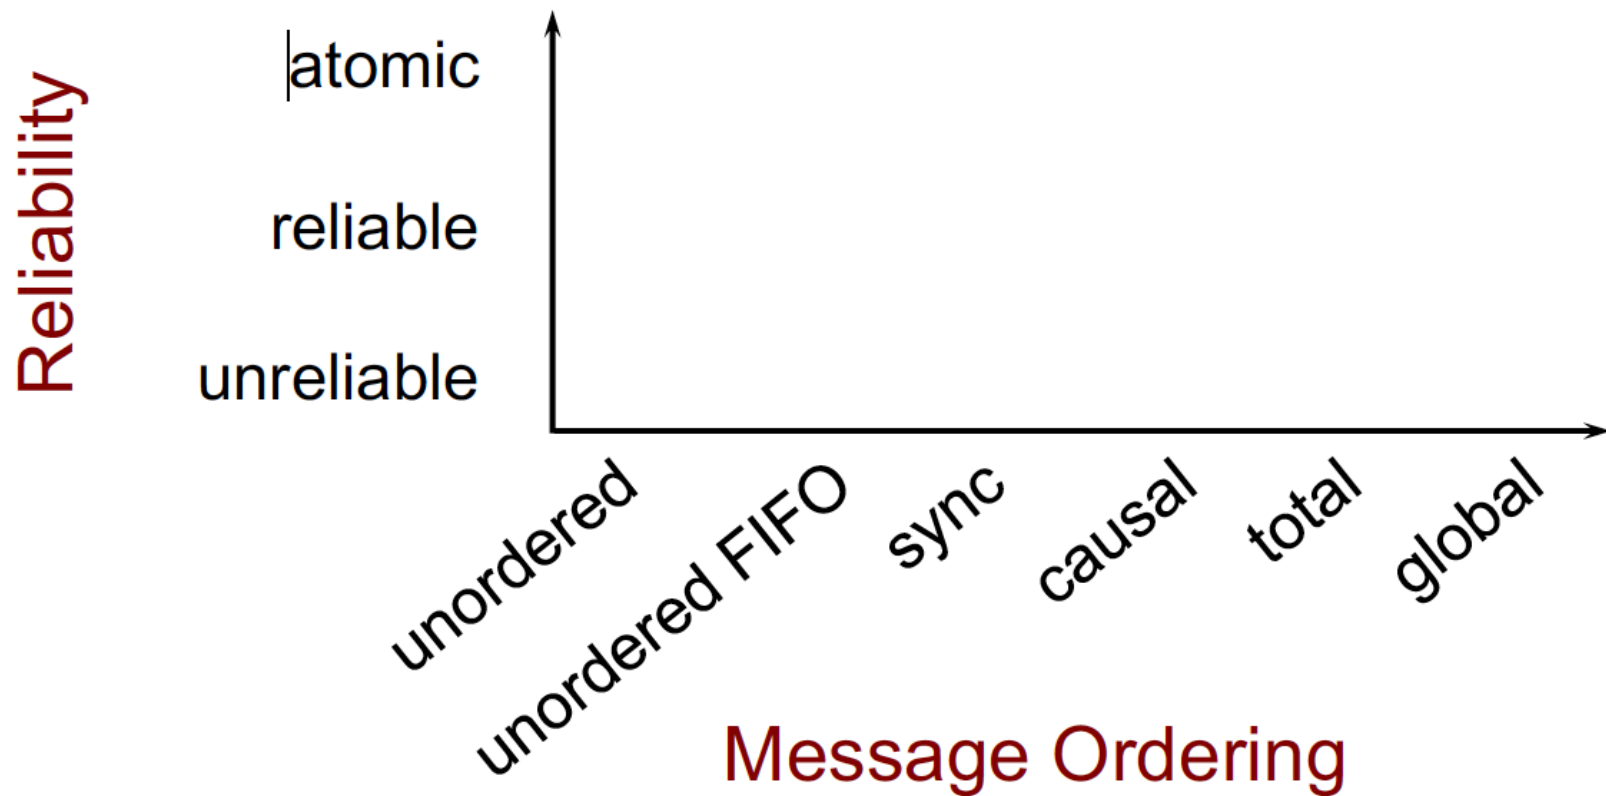 Reliability
atomic
reliable
unreliable
unordered
unordered FIFO
sync
causal
total
global
Message Ordering